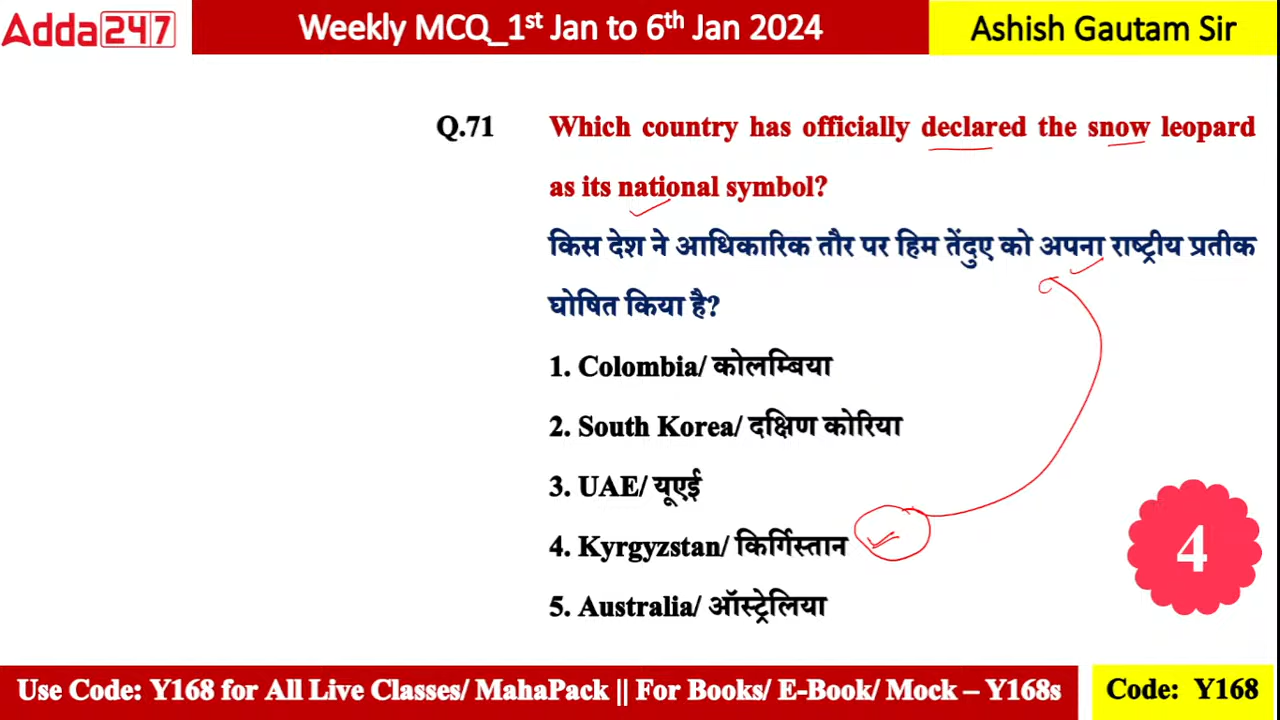 Adda247
Weekly MCQ_1st Jan to 6th Jan 2024
Ashish Gautam Sir
Q.71 Which country has officially declared the snow leopard
as its national symbol?
किस देश ने आधिकारिक तौर पर हिम तेंदुए को अपना राष्ट्रीय प्रतीक
घोषित किया है?
1. Colombia/ कोलम्बिया
2. South Korea/ दक्षिण कोरिया
3. UAE/ यूएई
4. Kyrgyzstan/ किर्गिस्तान
5. Australia/ ऑस्ट्रेलिया
4
Use Code: Y168 for All Live Classes/ MahaPack || For Books/ E-Book/ Mock – Y168s
Code: Y168